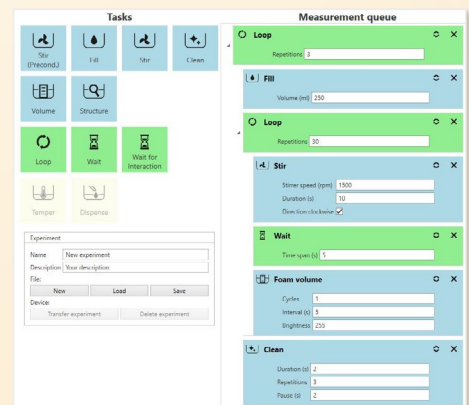 Tasks
Measurement queue
Stir (Precond.)
Fill
Stir
Clean
Volume
Structure
Loop
Wait
Wait for Interaction
Temper
Dispense
Experiment
Name New experiment
Description Your description
File:
New Load Save
Device:
Transfer experiment Delete experiment
Loop
Repetitions 3
Fill
Volume (ml) 250
Loop
Repetitions 30
Stir
Stirrer speed (rpm) 1500
Duration (s) 10
Direction clockwise
Wait
Time span (s) 5
Foam volume
Cycles 1
Interval (s) 5
Brightness 255
Clean
Duration (s) 2
Repetitions 3
Pause (s) 2